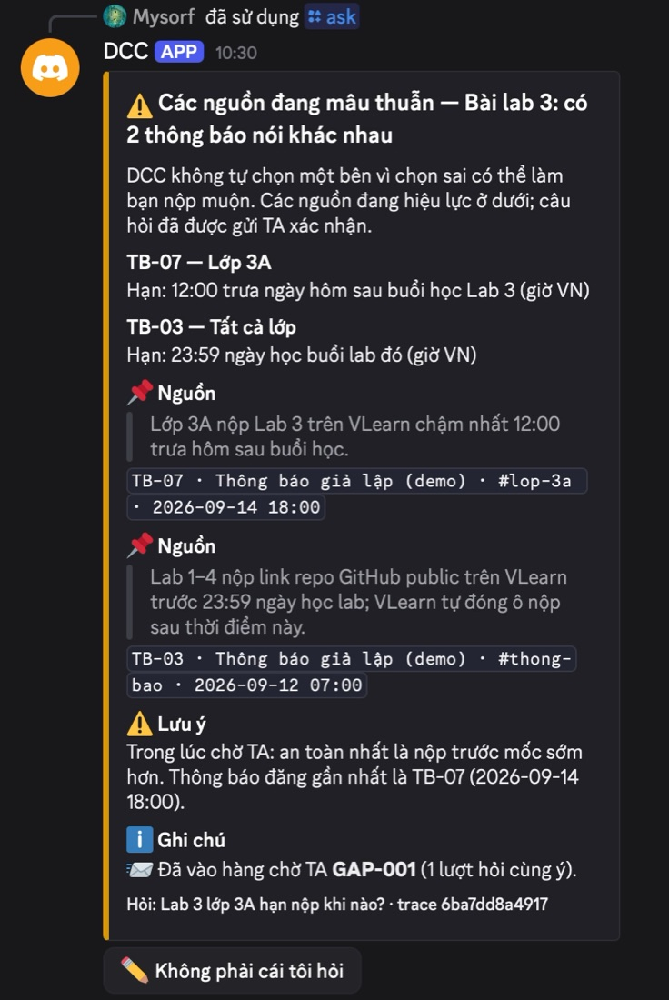 Mysorf đã sử dụng ask
DCC APP 10:30
⚠️ Các nguồn đang mâu thuẫn — Bài lab 3: có
2 thông báo nói khác nhau
DCC không tự chọn một bên vì chọn sai có thể làm
bạn nộp muộn. Các nguồn đang hiệu lực ở dưới; câu
hỏi đã được gửi TA xác nhận.
TB-07 — Lớp 3A
Hạn: 12:00 trưa ngày hôm sau buổi học Lab 3 (giờ VN)
TB-03 — Tất cả lớp
Hạn: 23:59 ngày học buổi lab đó (giờ VN)
📌 Nguồn
Lớp 3A nộp Lab 3 trên VLearn chậm nhất 12:00
trưa hôm sau buổi học.
TB-07 · Thông báo giả lập (demo) · #lop-3a
· 2026-09-14 18:00
📌 Nguồn
Lab 1–4 nộp link repo GitHub public trên VLearn
trước 23:59 ngày học lab; VLearn tự đóng ô nộp
sau thời điểm này.
TB-03 · Thông báo giả lập (demo) · #thong-
bao · 2026-09-12 07:00
⚠️ Lưu ý
Trong lúc chờ TA: an toàn nhất là nộp trước mốc sớm
hơn. Thông báo đăng gần nhất là TB-07 (2026-09-14
18:00).
ℹ️ Ghi chú
📨 Đã vào hàng chờ TA GAP-001 (1 lượt hỏi cùng ý).
Hỏi: Lab 3 lớp 3A hạn nộp khi nào? · trace 6ba7dd8a4917
✏️ Không phải cái tôi hỏi